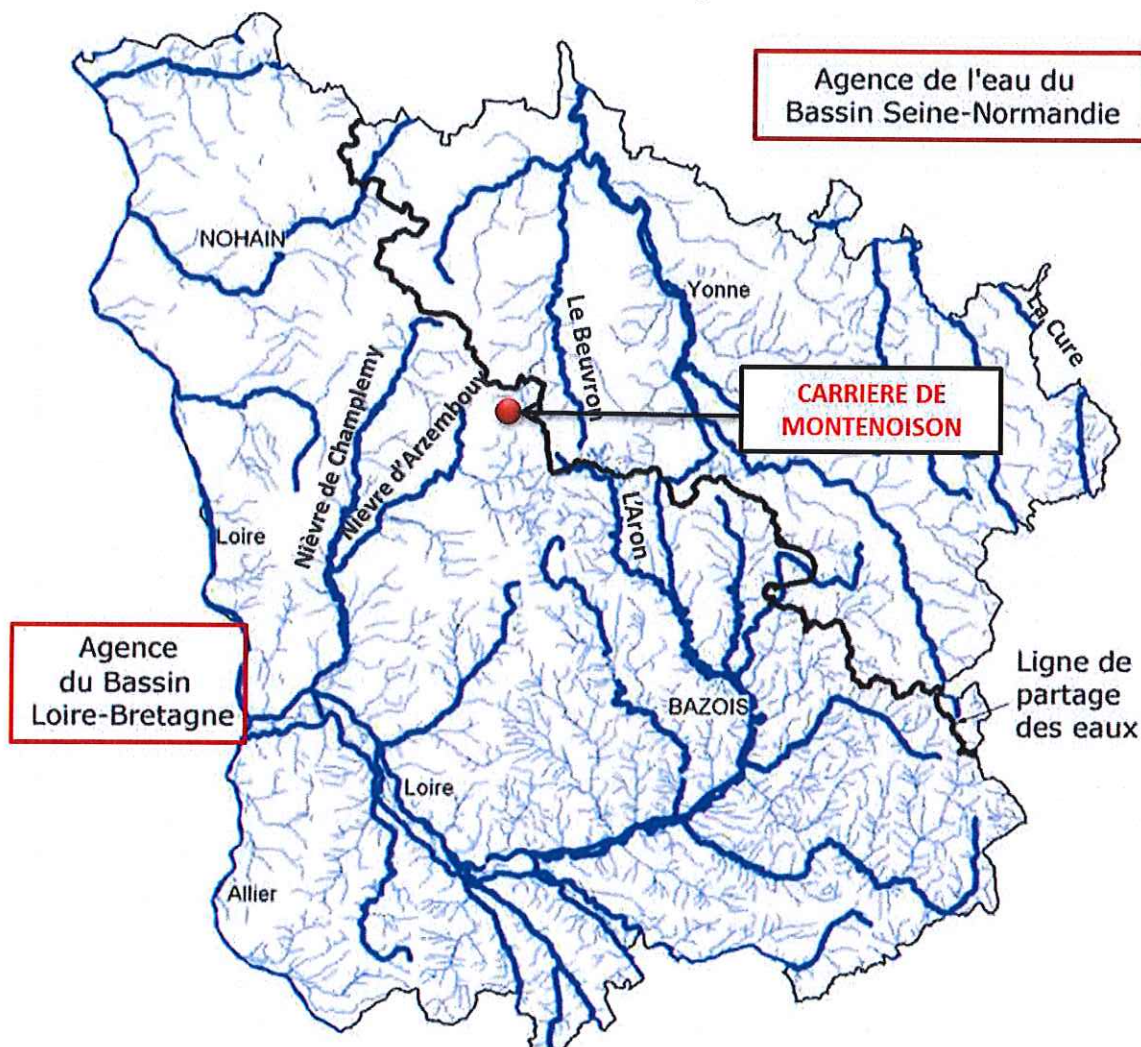 Agence de l'eau du
Bassin Seine-Normandie
NOHAIN
Yonne
Le Beuvron
La Cure
CARRIERE DE
MONTENOISON
Nièvre de Champlemy
Nièvre d'Arzembouy
L'Aron
Loire
Agence
du Bassin
Loire-Bretagne
Ligne de
partage
des eaux
BAZOIS
Loire
Allier